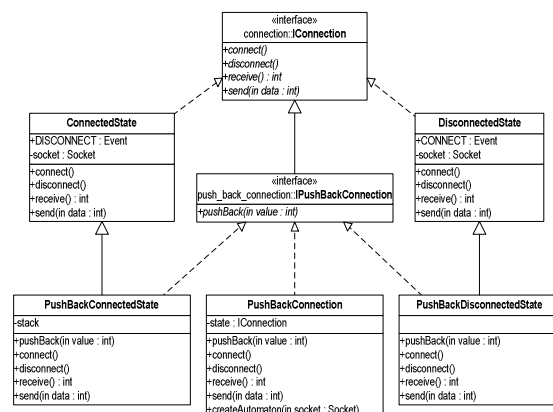 «interface»
connection::IConnection
+connect()
+disconnect()
+receive() : int
+send(in data : int)
ConnectedState
+DISCONNECT : Event
-socket : Socket
+connect()
+disconnect()
+receive() : int
+send(in data : int)
DisconnectedState
+CONNECT : Event
-socket : Socket
+connect()
+disconnect()
+receive() : int
+send(in data : int)
«interface»
push_back_connection::IPushBackConnection
+pushBack(in value : int)
PushBackConnectedState
-stack
+pushBack(in value : int)
+connect()
+disconnect()
+receive() : int
+send(in data : int)
PushBackConnection
-state : IConnection
+pushBack(in value : int)
+connect()
+disconnect()
+receive() : int
+send(in data : int)
+createAutomaton(in socket : Socket)
PushBackDisconnectedState
+pushBack(in value : int)
+connect()
+disconnect()
+receive() : int
+send(in data : int)